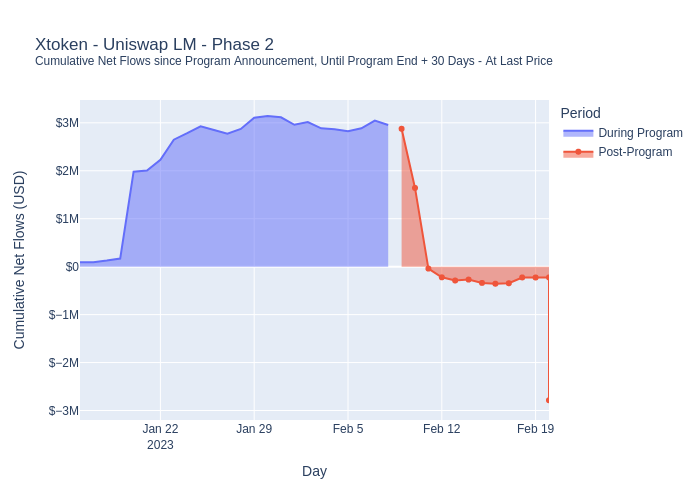 Xtoken - Uniswap LM - Phase 2
Cumulative Net Flows since Program Announcement, Until Program End + 30 Days - At Last Price
Period
During Program
Post-Program
Cumulative Net Flows (USD)
$3M
$2M
$1M
$0
$−1M
$−2M
$−3M
Jan 22
2023
Jan 29
Feb 5
Feb 12
Feb 19
Day